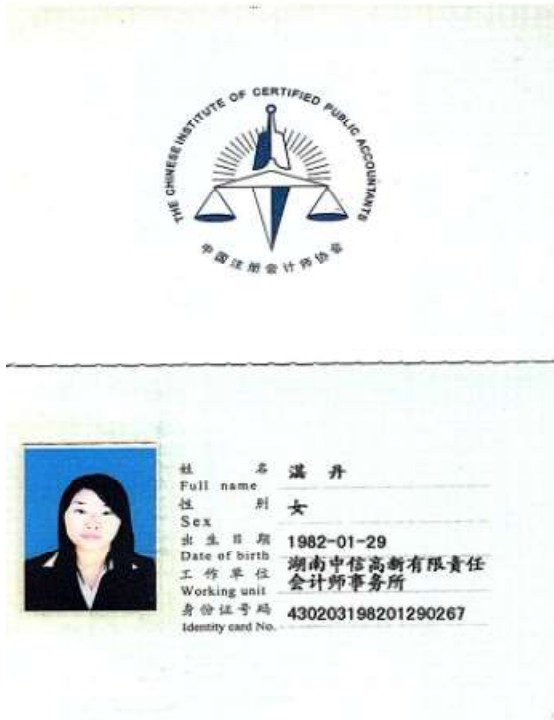 THE CHINESE INSTITUTE OF CERTIFIED PUBLIC ACCOUNTANTS
中国注册会计师协会
姓 名 湛 丹
Full name
性 别 女
Sex
出生日期 1982-01-29
Date of birth
工作单位 湖南中信高新有限责任
会计师事务所
Working unit
身份证号码 430203198201290267
Identity card No.